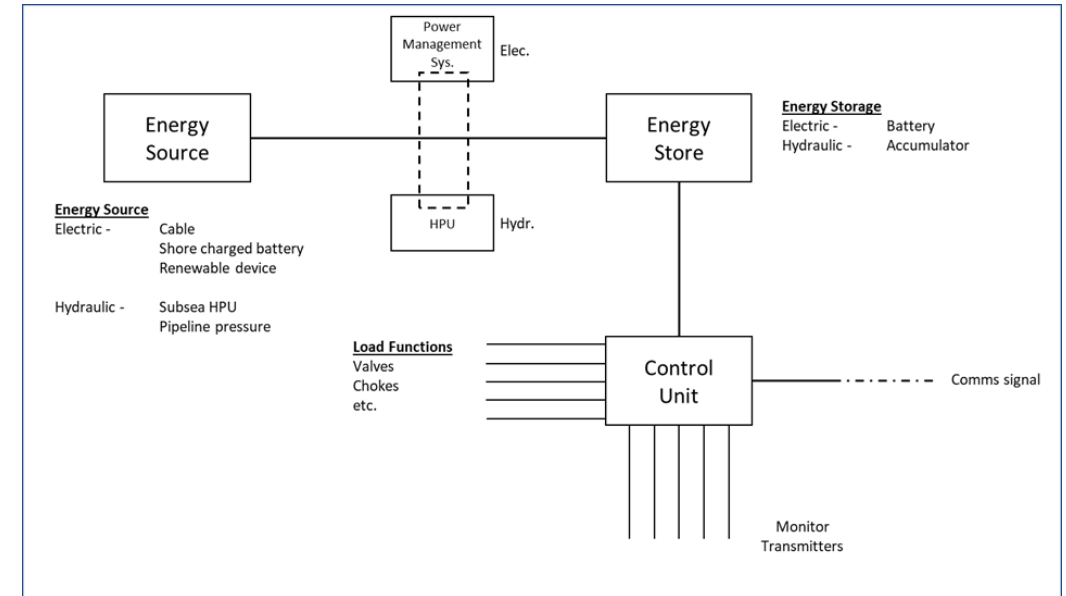 Power
Management
Sys.
Elec.
Energy
Source
Energy
Store
Energy Storage
Electric - Battery
Hydraulic - Accumulator
HPU
Hydr.
Energy Source
Electric - Cable
Shore charged battery
Renewable device
Hydraulic - Subsea HPU
Pipeline pressure
Load Functions
Valves
Chokes
etc.
Control
Unit
Comms signal
Monitor
Transmitters